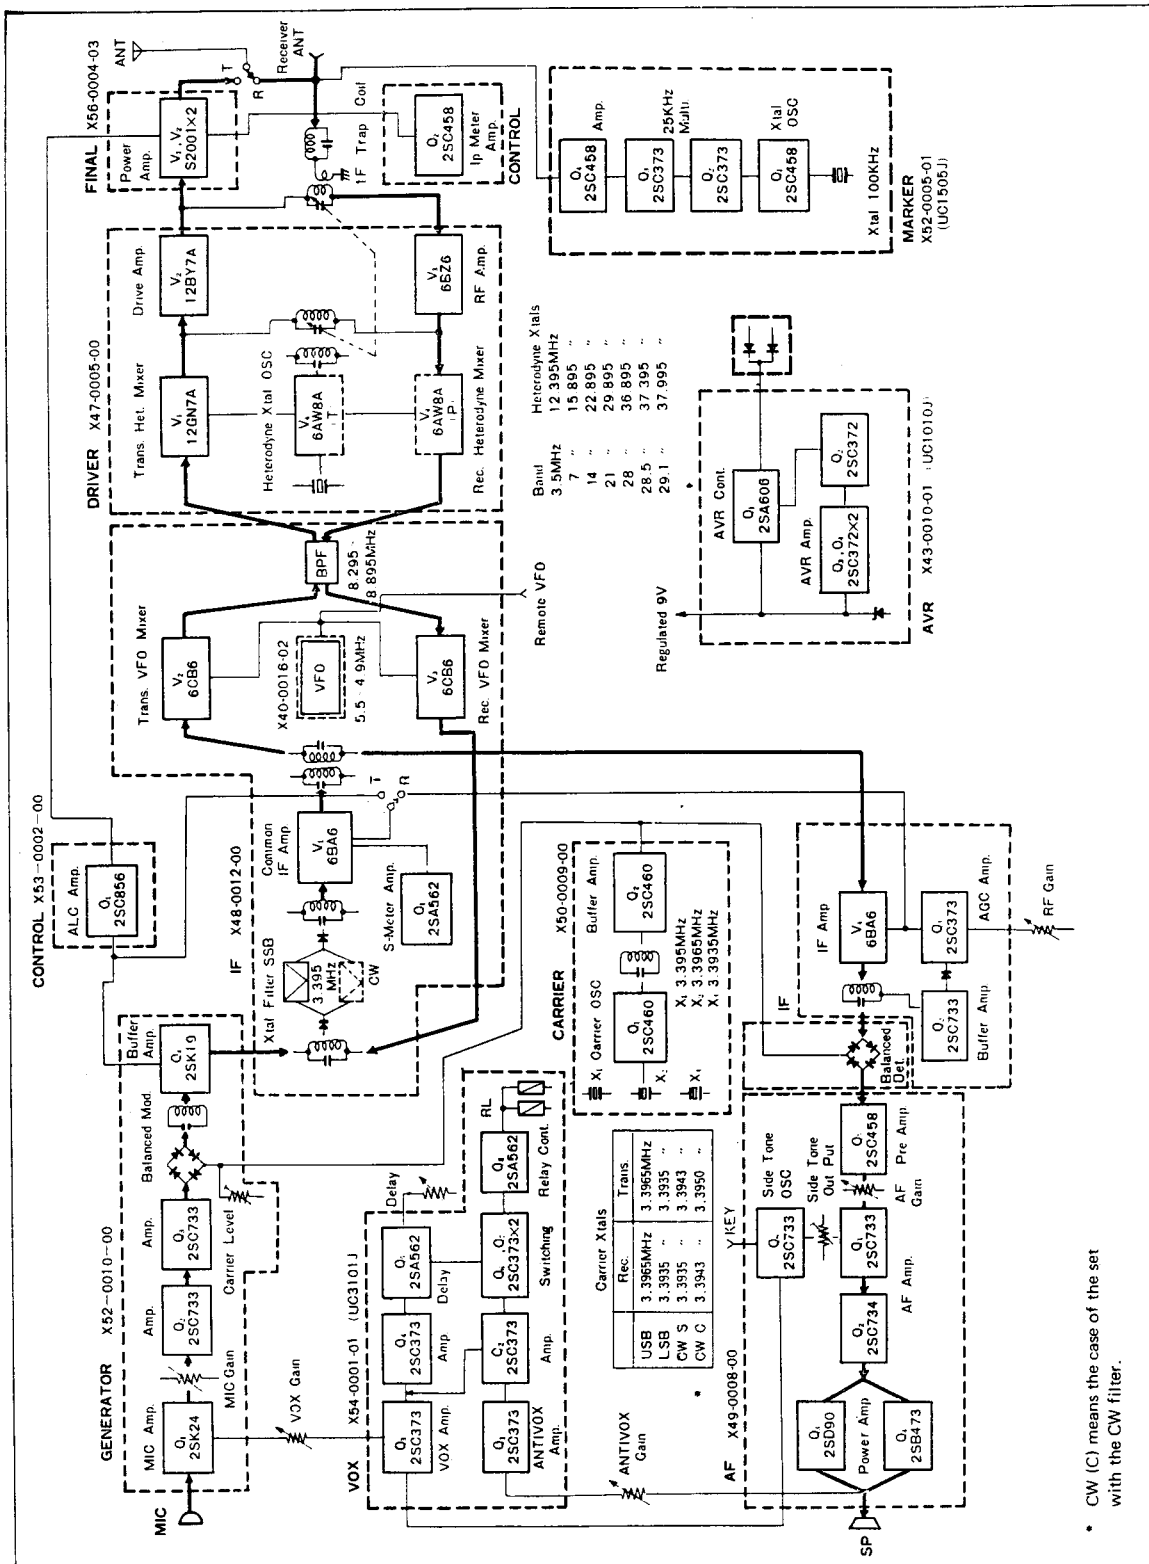 CONTROL X53-0002-00
ALC Amp.
Q₁
2SC856
GENERATOR X52-0010-00
MIC
MIC Amp.
Q₁
2SK24
MIC Gain
Amp.
Q₂
2SC733
Amp.
Q₃
2SC733
Carrier Level
Balanced Mod.
Buffer Amp.
Q₄
2SK19
IF X48-0012-00
Xtal Filter SSB
3.395 MHz
CW
Common IF Amp.
V₁
6BA6
S-Meter Amp.
Q₁
2SA562
T
R
Trans. VFO Mixer
V₂
6CB6
X40-0016-02
VFO
5.5 - 4.9MHz
V₃
6CB6
Rec. VFO Mixer
BPF
8.295 - 8.895MHz
Remote VFO
DRIVER X47-0005-00
Trans. Het. Mixer
V₁
12GN7A
Drive Amp.
V₂
12BY7A
Heterodyne Xtal OSC
V₄
6AW8A
V₄
6AW8A
(P)
Rec. Heterodyne Mixer
V₃
6BZ6
RF Amp.
FINAL X56-0004-03
Power Amp.
V₁, V₂
S2001×2
ANT
T
R
Receiver ANT
IF Trap Coil
Q₂
2SC458
Ip Meter Amp.
CONTROL
VOX X54-0001-01 (UC3101J)
VOX Gain
Q₃
2SC373
VOX Amp.
Q₄
2SC373
Amp
2SA562
Delay
Delay
Q₁
2SC373
ANTIVOX Amp.
Q₂
2SC373
Amp.
2SC373×2
Switching
Q₈
2SA562
Relay Cont.
RL
ANTIVOX Gain
CARRIER X50-0009-00
X₁ Carrier OSC
X₂
Q₁
2SC460
Buffer Amp.
Q₂
2SC460
3.395MHz
3.3965MHz
3.3935MHz
Carrier Xtals
Rec. Trans.
USB 3.3965MHz 3.3965MHz
LSB 3.3935 " 3.3935 "
CW S 3.3935 " 3.3943 "
* CW C 3.3943 " 3.3950 "
Band Heterodyne Xtals
3.5MHz 12.395MHz
7 " 15.895 "
14 " 22.895 "
21 " 29.895 "
28 " 36.895 "
28.5 " 37.395 "
29.1 " 37.995 "
Amp.
2SC458
25KHz Multi
2SC373
2SC373
Xtal OSC
Q₁
2SC458
Xtal 100KHz
MARKER
X52-0005-01
(UC1505J)
Regulated 9V
AVR Cont.
Q₁
2SA606
AVR Amp.
Q₃, Q₄
2SC372×2
Q₂
2SC372
AVR X43-0010-01 (UC1010J)
IF
IF Amp
6BA6
AGC Amp.
Q₁
2SC373
RF Gain
Q₂
2SC733
Buffer Amp.
Balanced Det.
AF X49-0008-00
2SC458
Pre Amp.
AF Gain
2SC733
AF Amp.
2SC734
Side Tone OSC
2SC733
Side Tone Out Put
KEY
2SD90
Power Amp
2SB473
SP
* CW (C) means the case of the set
with the CW filter.